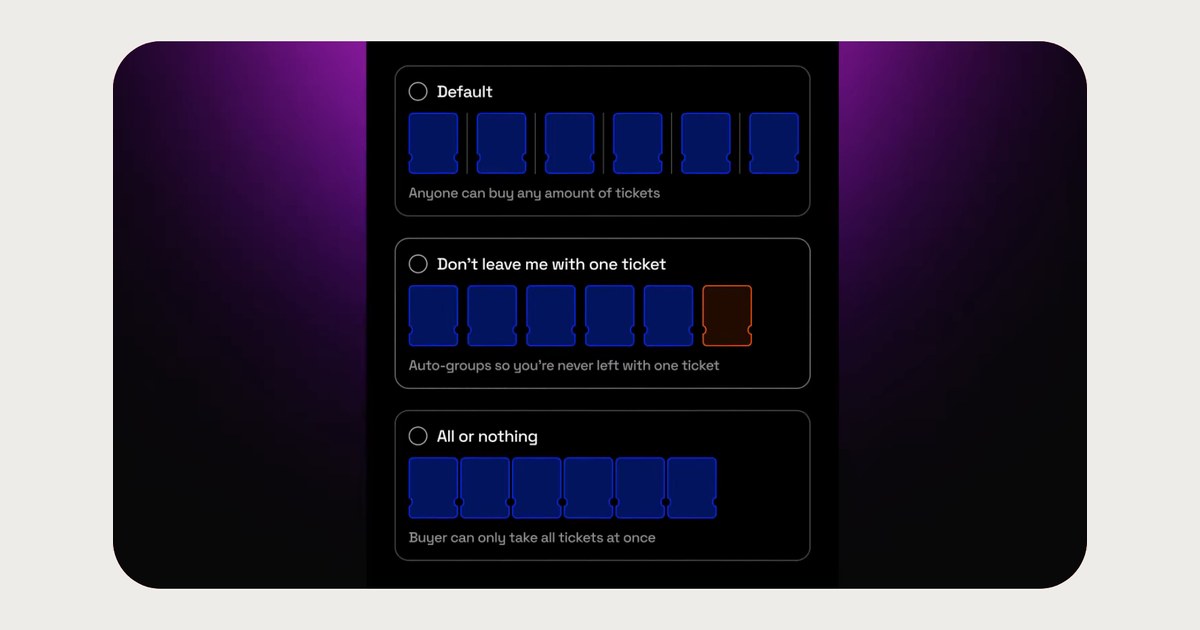 Default
Anyone can buy any amount of tickets
Don't leave me with one ticket
Auto-groups so you're never left with one ticket
All or nothing
Buyer can only take all tickets at once